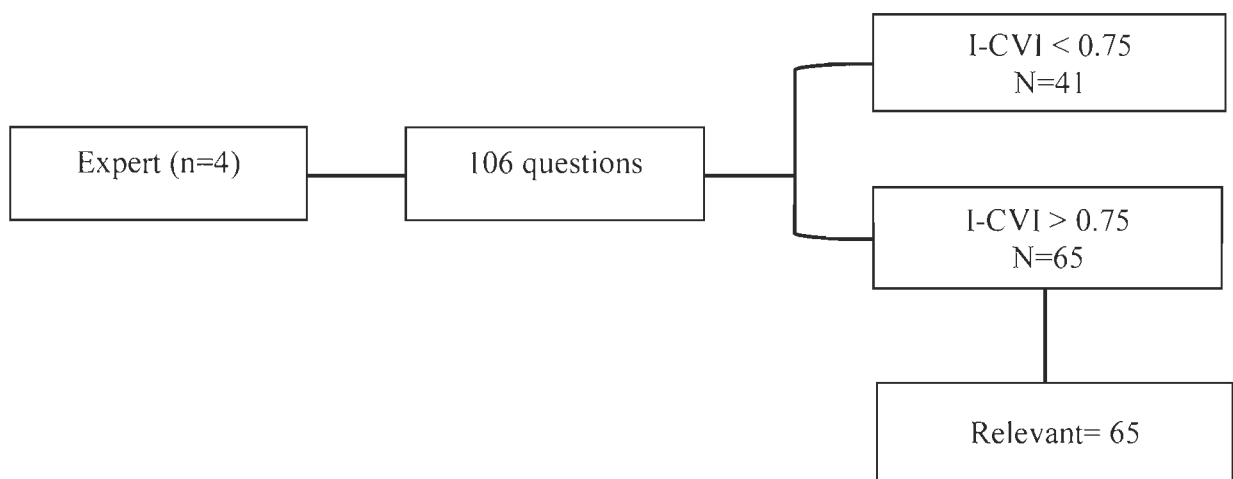 I-CVI < 0.75
N=41
Expert (n=4)
106 questions
I-CVI > 0.75
N=65
Relevant= 65